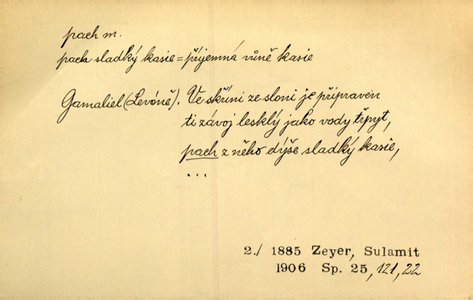 pach m.
pach sladký kasie = příjemná vůně kasie
Gamaliel (Levóně). Ve skříni ze sloni je připraven
ti závoj lesklý jako vody třpyt,
pach z něho dýše sladký kasie,
...
2./ 1885 Zeyer, Sulamit
1906 Sp. 25, 121, 22